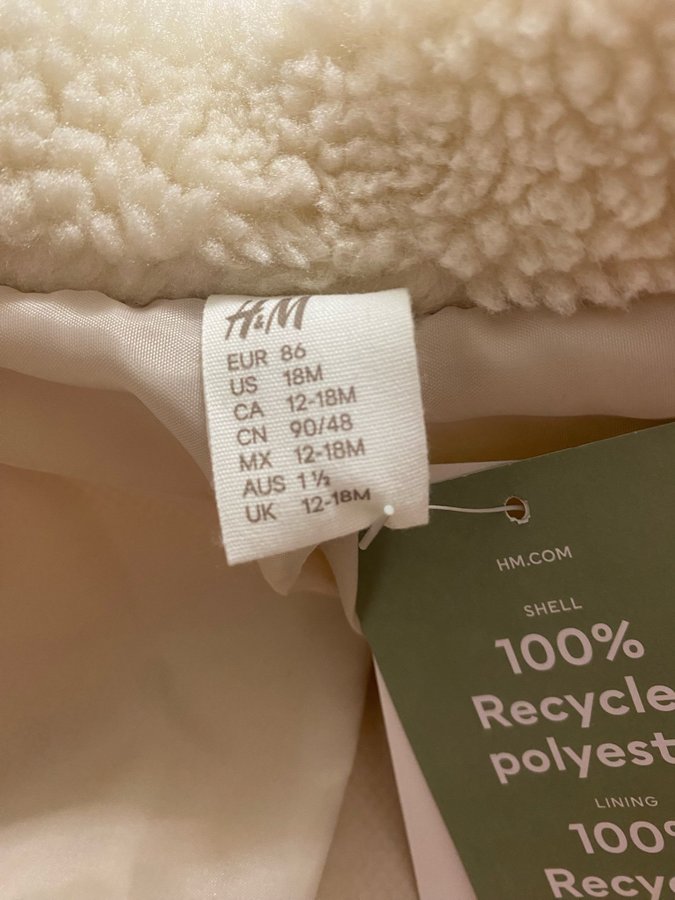 H&M
EUR 86
US 18M
CA 12-18M
CN 90/48
MX 12-18M
AUS 1½
UK 12-18M
HM.COM
SHELL
100%
Recycle
polyest
LINING
100%
Recyc